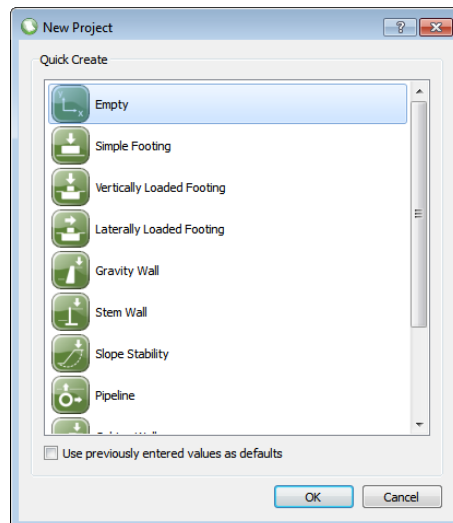 New Project
Quick Create
Empty
Simple Footing
Vertically Loaded Footing
Laterally Loaded Footing
Gravity Wall
Stem Wall
Slope Stability
Pipeline
Use previously entered values as defaults
OK
Cancel